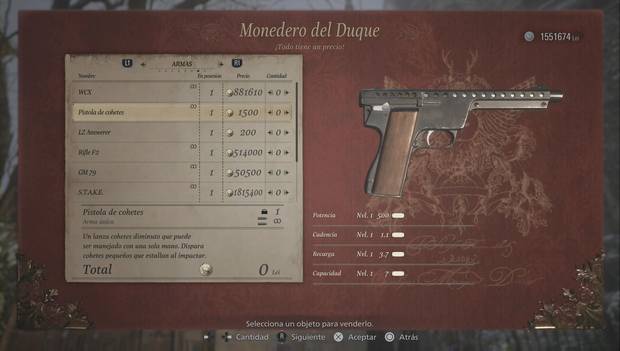 Monedero del Duque
¡Todo tiene un precio!
1551674 Lei
L1 ARMAS R1
Nombre En posesión Precio Cantidad
WCX ∞ 1 881610 0
Pistola de cohetes ∞ 1 1500 0
LZ Answerer 1 200 0
Rifle F2 ∞ 1 514000 0
GM 79 ∞ 1 50500 0
S.T.A.K.E. ∞ 1 1815400 0
Pistola de cohetes 1
Arma única. ∞
Un lanza cohetes diminuto que puede
ser manejado con una sola mano. Dispara
cohetes pequeños que estallan al impactar.
Total 0 Lei
Potencia Nvl. 1 500
Cadencia Nvl. 1 1.1
Recarga Nvl. 1 3.7
Capacidad Nvl. 1 7
Selecciona un objeto para venderlo.
Cantidad R Siguiente Aceptar Atrás